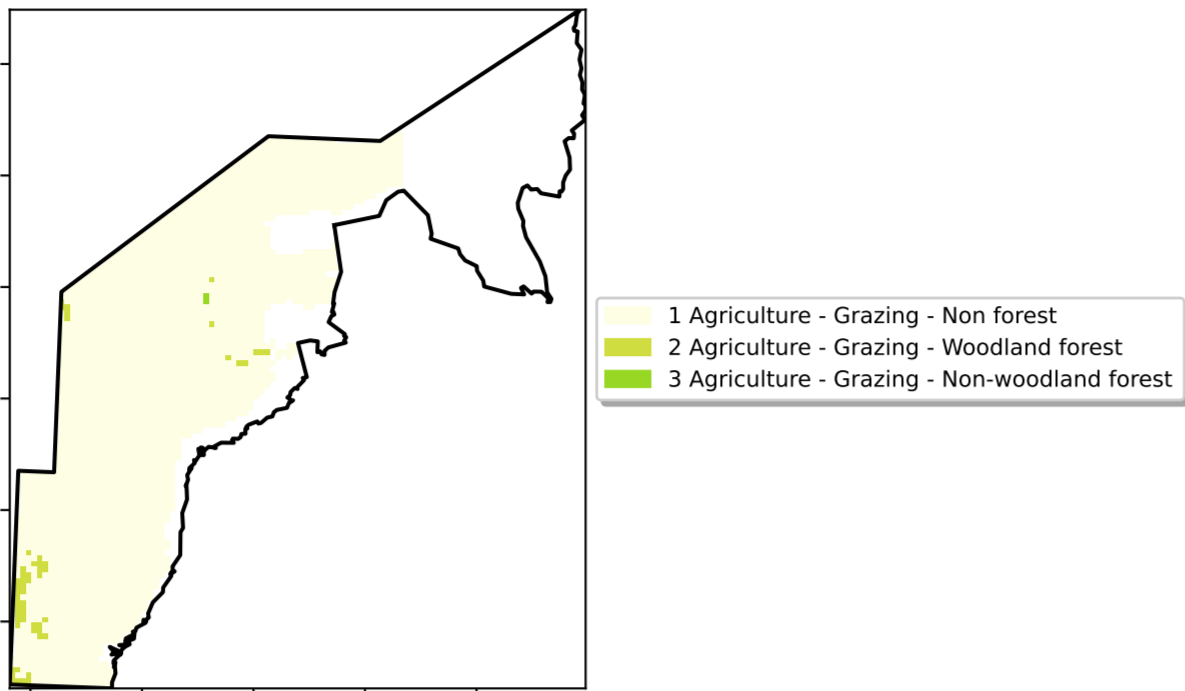 1 Agriculture - Grazing - Non forest
2 Agriculture - Grazing - Woodland forest
3 Agriculture - Grazing - Non-woodland forest